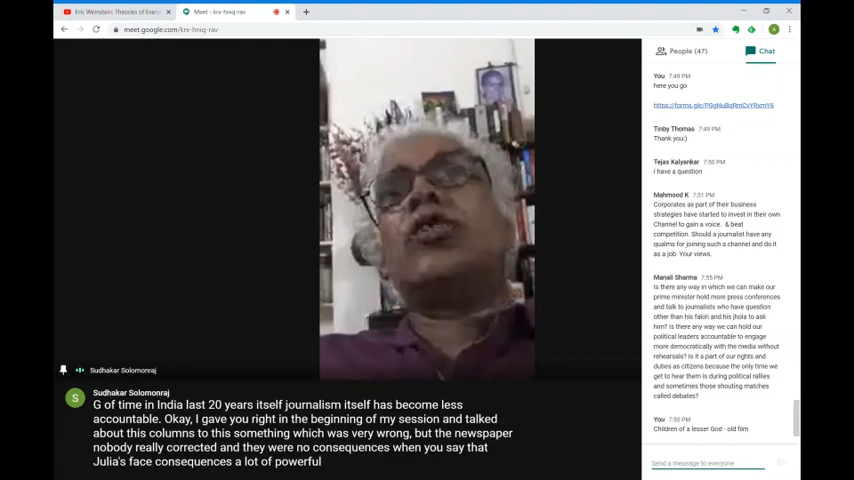 Eric Weinstein: Theories of Every
Meet - krx-hniq-rav
meet.google.com/krx-hniq-rav
A
People (47)
Chat
You 7:49 PM
here you go
https://forms.gle/PGgNuBqRmCvYRxmY6
Tinby Thomas 7:49 PM
Thank you:)
Tejas Kalyankar 7:50 PM
I have a question
Mahmood K 7:51 PM
Corporates as part of their business
strategies have started to invest in their own
Channel to gain a voice. & beat
competition. Should a journalist have any
qualms for joining such a channel and do it
as a job Your views.
Manali Sharma 7:55 PM
Is there any way in which we can make our
prime minister hold more press conferences
and talk to journalists who have question
other than his fakiri and his jhola to ask
him? Is there any way we can hold our
political leaders accountable to engage
more democratically with the media without
rehearsals? Is it a part of our rights and
duties as citizens because the only time we
get to hear them is during political rallies
and sometimes those shouting matches
called debates?
You 7:55 PM
Children of a lesser God - old film
Send a message to everyone
Sudhakar Solomonraj
S
Sudhakar Solomonraj
G of time in India last 20 years itself journalism itself has become less
accountable. Okay, I gave you right in the beginning of my session and talked
about this columns to this something which was very wrong, but the newspaper
nobody really corrected and they were no consequences when you say that
Julia's face consequences a lot of powerful